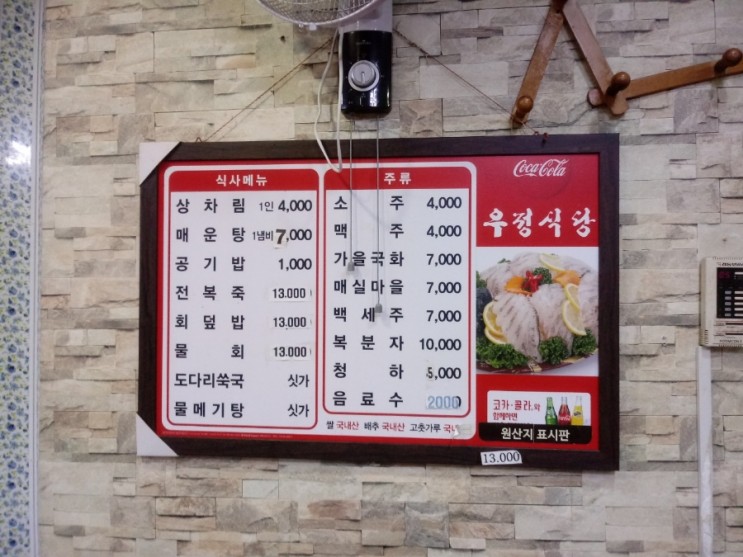 식사메뉴
상차림 1인 4,000
매운탕 1냄비 7,000
공기밥 1,000
전복죽 13.000
회덮밥 13,000
물회 13.000
도다리쑥국 싯가
물메기탕 싯가
주류
소주 4,000
맥주 4,000
가을국화 7,000
매실마을 7,000
백세주 7,000
복분자 10,000
청하 5,000
음료수 2000
쌀 국내산 배추 국내산 고춧가루
Coca-Cola
우정식당
코카·콜라와
함께하면
원산지 표시판
13.000